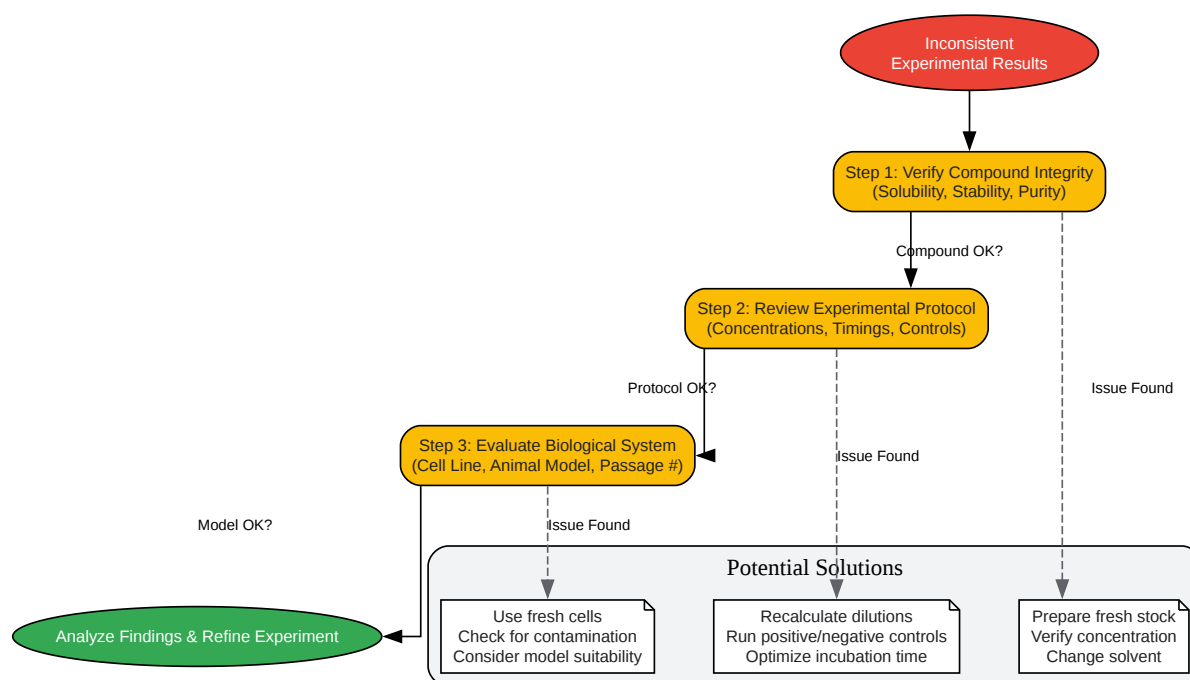 Inconsistent
Experimental Results
Step 1: Verify Compound Integrity
(Solubility, Stability, Purity)
Compound OK?
Step 2: Review Experimental Protocol
(Concentrations, Timings, Controls)
Protocol OK?
Issue Found
Step 3: Evaluate Biological System
(Cell Line, Animal Model, Passage #)
Issue Found
Model OK?
Issue Found
Potential Solutions
Use fresh cells
Check for contamination
Consider model suitability
Recalculate dilutions
Run positive/negative controls
Optimize incubation time
Prepare fresh stock
Verify concentration
Change solvent
Analyze Findings & Refine Experiment